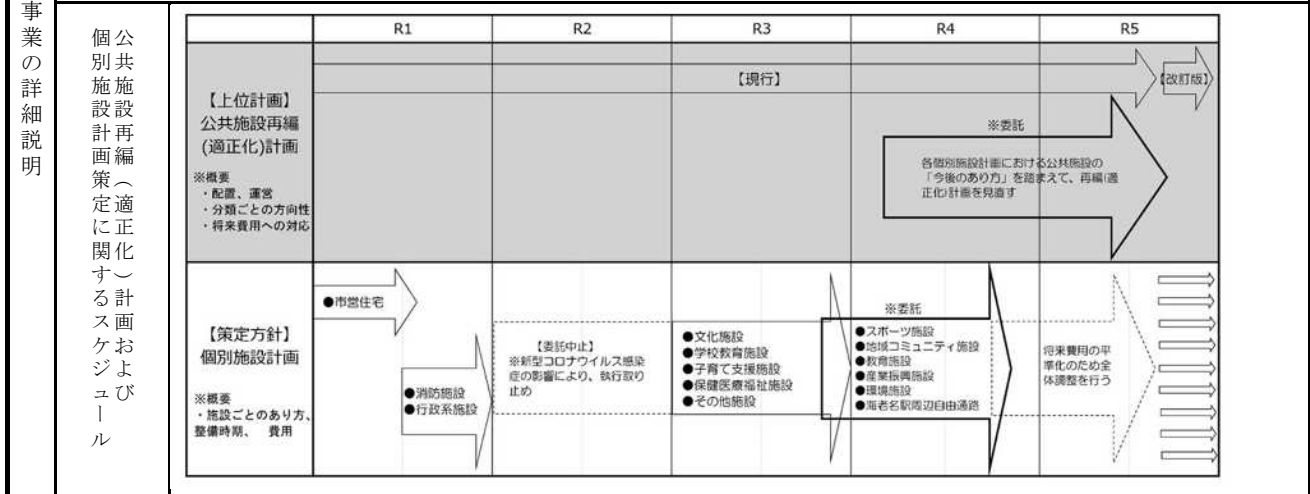 事業の詳細説明
公共施設再編（適正化）計画および
個別施設計画策定に関するスケジュール
R1
R2
R3
R4
R5
【上位計画】
公共施設再編
(適正化)計画
※概要
・配置、運営
・分類ごとの方向性
・将来費用への対応
【現行】
【改訂版】
※委託
各個別施設計画における公共施設の
「今後のあり方」を踏まえて、再編(適
正化)計画を見直す
【策定方針】
個別施設計画
※概要
・施設ごとのあり方、
整備時期、 費用
●市営住宅
●消防施設
●行政系施設
【委託中止】
※新型コロナウイルス感染
症の影響により、執行取り
止め
●文化施設
●学校教育施設
●子育て支援施設
●保健医療福祉施設
●その他施設
※委託
●スポーツ施設
●地域コミュニティ施設
●教育施設
●産業振興施設
●環境施設
●海老名駅周辺自由通路
将来費用の平
準化のため全
体調整を行う